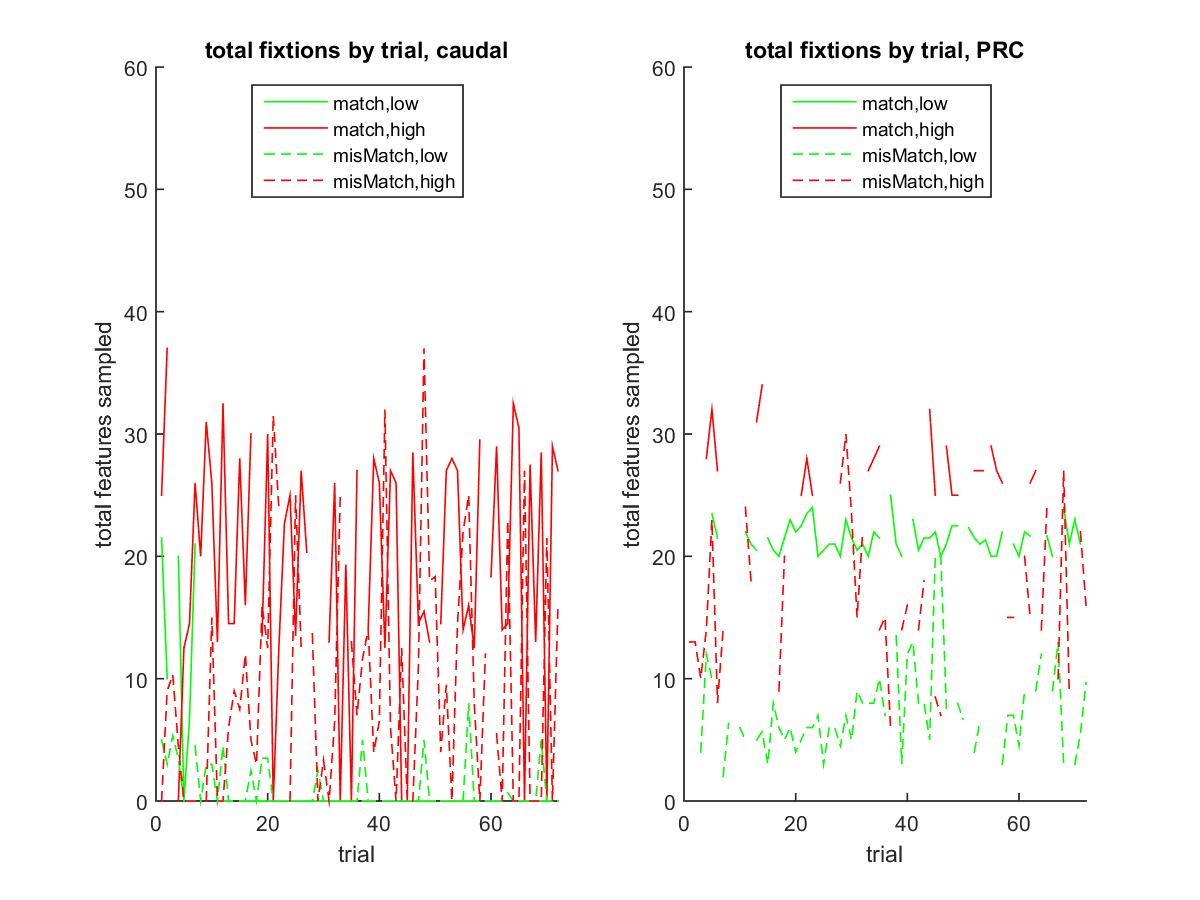 total fixtions by trial, caudal
60
50
40
30
20
10
0
total features sampled
match,low
match,high
misMatch,low
misMatch,high
0 20 40 60
trial
total fixtions by trial, PRC
60
50
40
30
20
10
0
total features sampled
match,low
match,high
misMatch,low
misMatch,high
0 20 40 60
trial